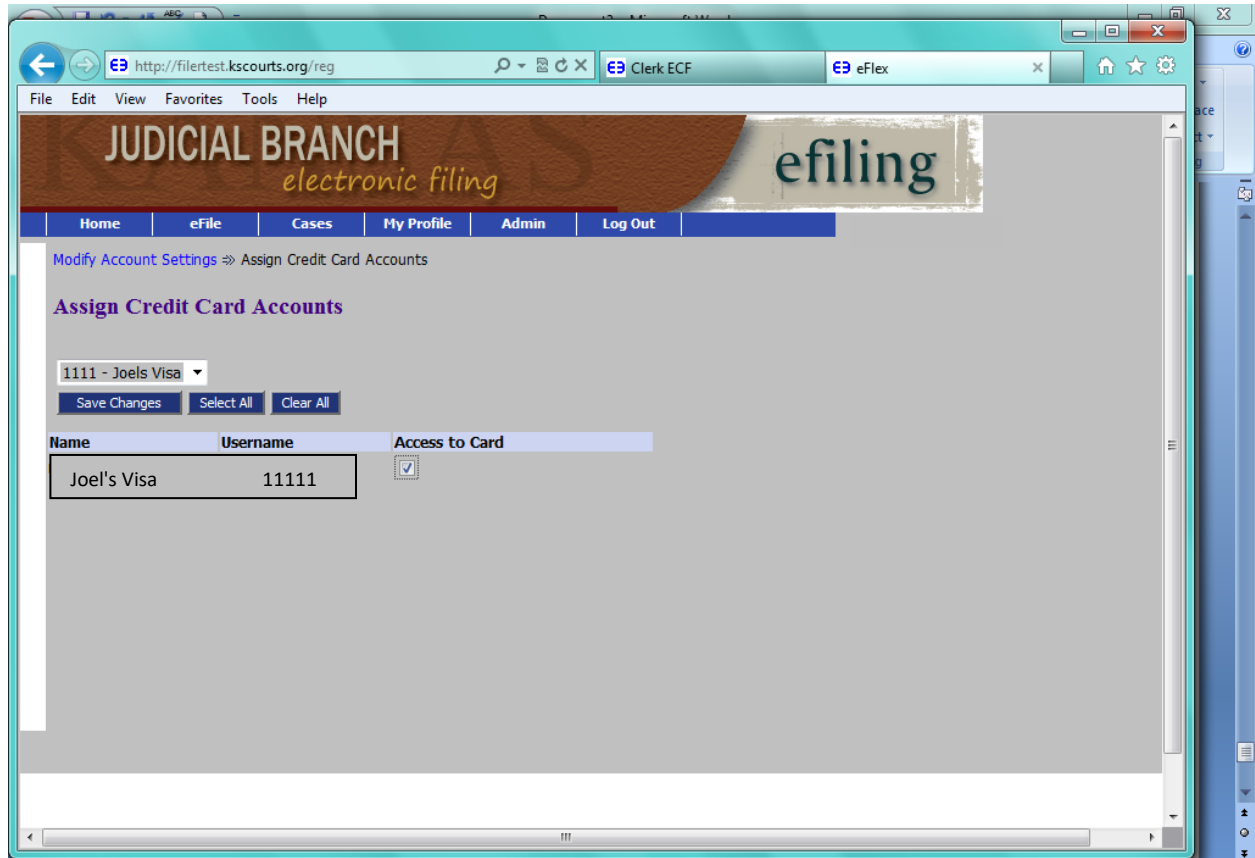 ABC
http://filertest.kscourts.org/reg
Clerk ECF
eFlex
File Edit View Favorites Tools Help
KANSAS
JUDICIAL BRANCH
electronic filing
efiling
Home eFile Cases My Profile Admin Log Out
Modify Account Settings ⇒ Assign Credit Card Accounts
Assign Credit Card Accounts
1111 - Joels Visa
Save Changes Select All Clear All
Name Username Access to Card
Joel's Visa 11111